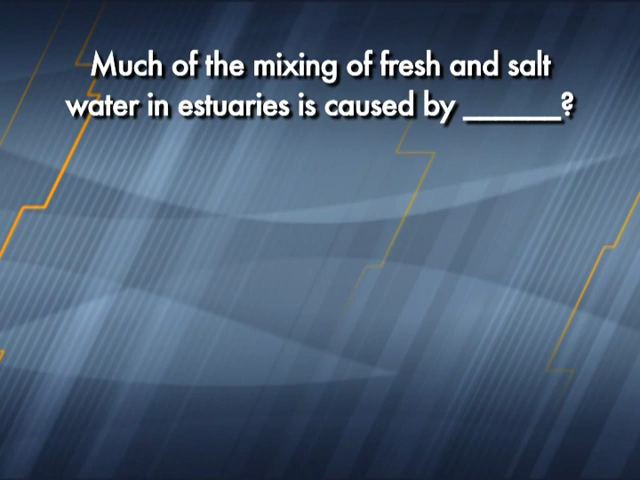 Much of the mixing of fresh and salt
water in estuaries is caused by ______?